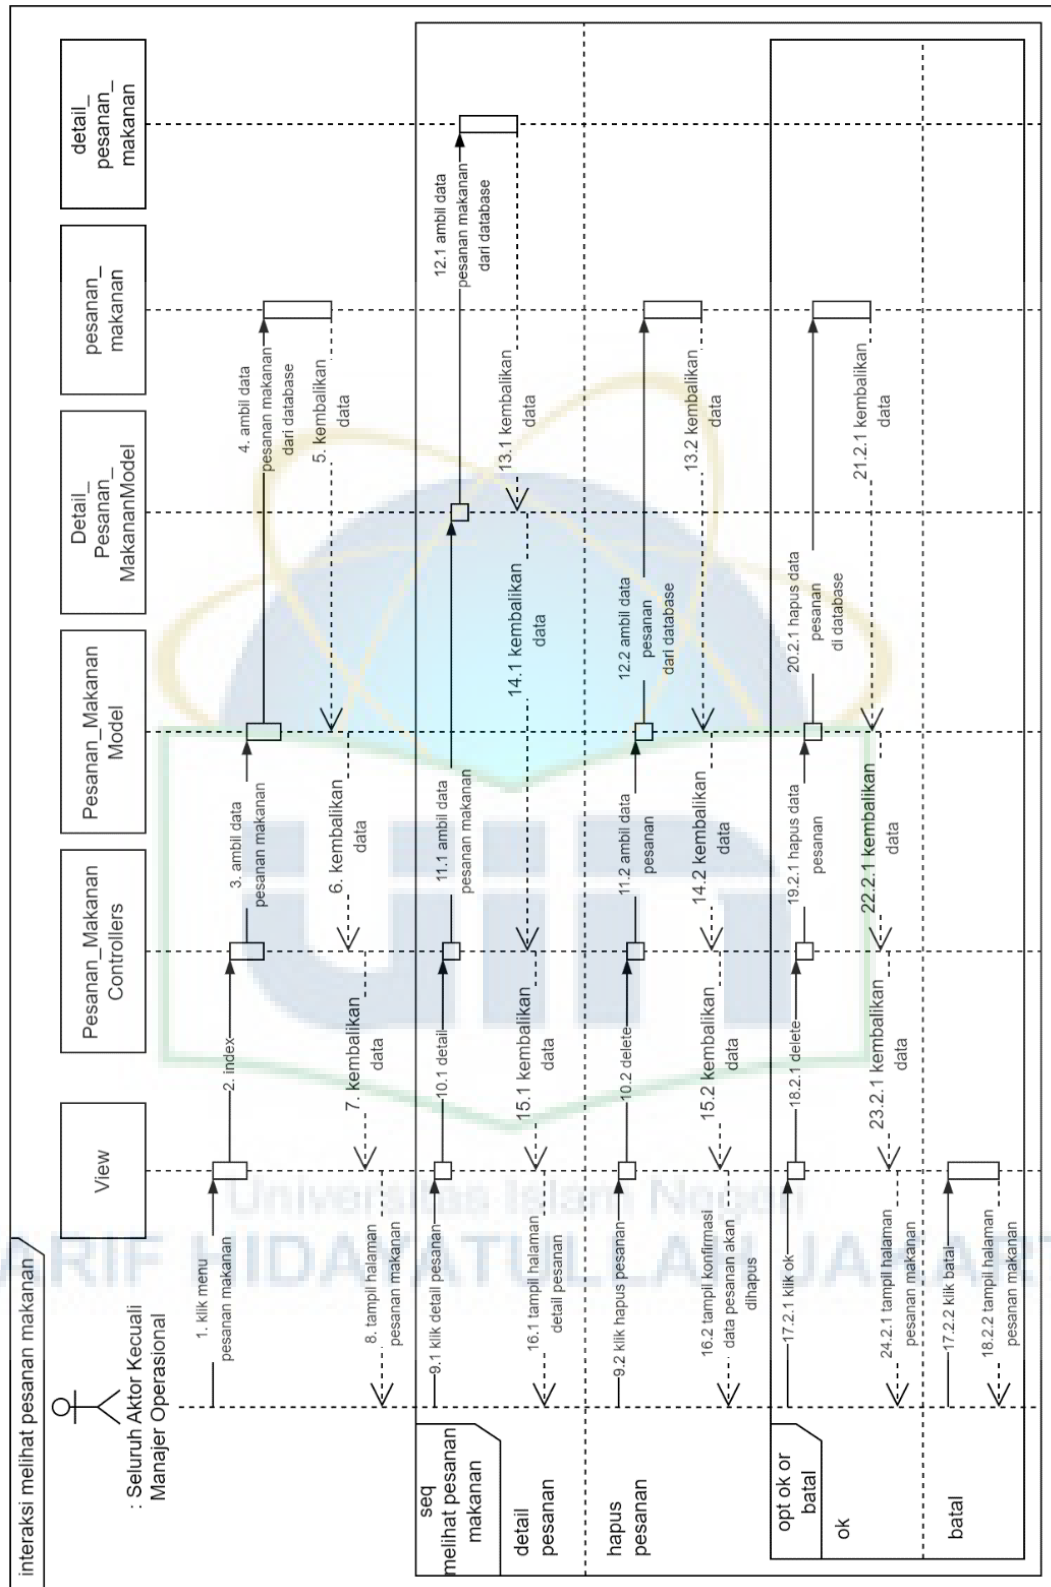 interaksi melihat pesanan makanan
: Seluruh Aktor Kecuali
Manajer Operasional
View
Pesanan_Makanan
Controllers
Pesanan_Makanan
Model
Detail_
Pesanan_
MakananModel
pesanan_
makanan
detail_
pesanan_
makanan
1. klik menu
pesanan makanan
2. index
3. ambil data
pesanan makanan
4. ambil data
pesanan makanan
dari database
5. kembalikan
data
6. kembalikan
data
7. kembalikan
data
8. tampil halaman
pesanan makanan
seq
melihat pesanan
makanan
detail
pesanan
9.1 klik detail pesanan
10.1 detail
11.1 ambil data
pesanan makanan
12.1 ambil data
pesanan makanan
dari database
13.1 kembalikan
data
14.1 kembalikan
data
15.1 kembalikan
data
16.1 tampil halaman
detail pesanan
hapus
pesanan
9.2 klik hapus pesanan
10.2 delete
11.2 ambil data
pesanan
12.2 ambil data
pesanan
dari database
13.2 kembalikan
data
14.2 kembalikan
data
15.2 kembalikan
data
16.2 tampil konfirmasi
data pesanan akan
dihapus
opt ok or
batal
ok
17.2.1 klik ok
18.2.1 delete
19.2.1 hapus data
pesanan
20.2.1 hapus data
pesanan
di database
21.2.1 kembalikan
data
22.2.1 kembalikan
data
23.2.1 kembalikan
data
24.2.1 tampil halaman
pesanan makanan
batal
17.2.2 klik batal
18.2.2 tampil halaman
pesanan makanan
uin
Universitas Islam Negeri
ARIF HIDAYATULLAH JAKART